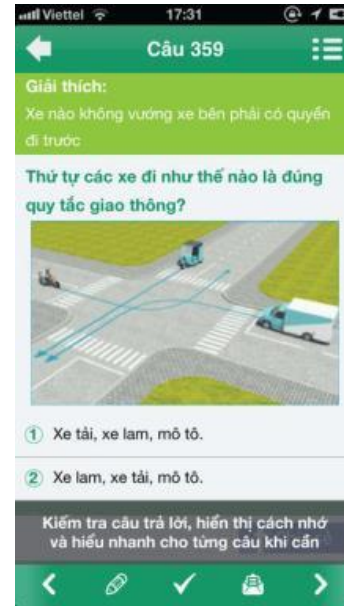 Viettel 17:31
Câu 359
Giải thích:
Xe nào không vướng xe bên phải có quyền
đi trước
Thứ tự các xe đi như thế nào là đúng
quy tắc giao thông?
1 Xe tải, xe lam, mô tô.
2 Xe lam, xe tải, mô tô.
Kiểm tra câu trả lời, hiển thị cách nhớ
và hiểu nhanh cho từng câu khi cần